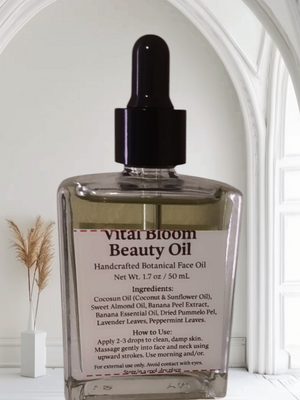 Vital Bloom
Beauty Oil
Handcrafted Botanical Face Oil
Net Wt. 1.7 oz / 50 mL
Ingredients:
Cocosun Oil (Coconut & Sunflower Oil),
Sweet Almond Oil, Banana Peel Extract,
Banana Essential Oil, Dried Pummelo Pel,
Lavender Leaves, Peppermint Leaves.
How to Use:
Apply 2-3 drops to clean, damp skin.
Massage gently into face and neck using
upward strokes. Use morning and/or.
For external use only. Avoid contact with eyes.